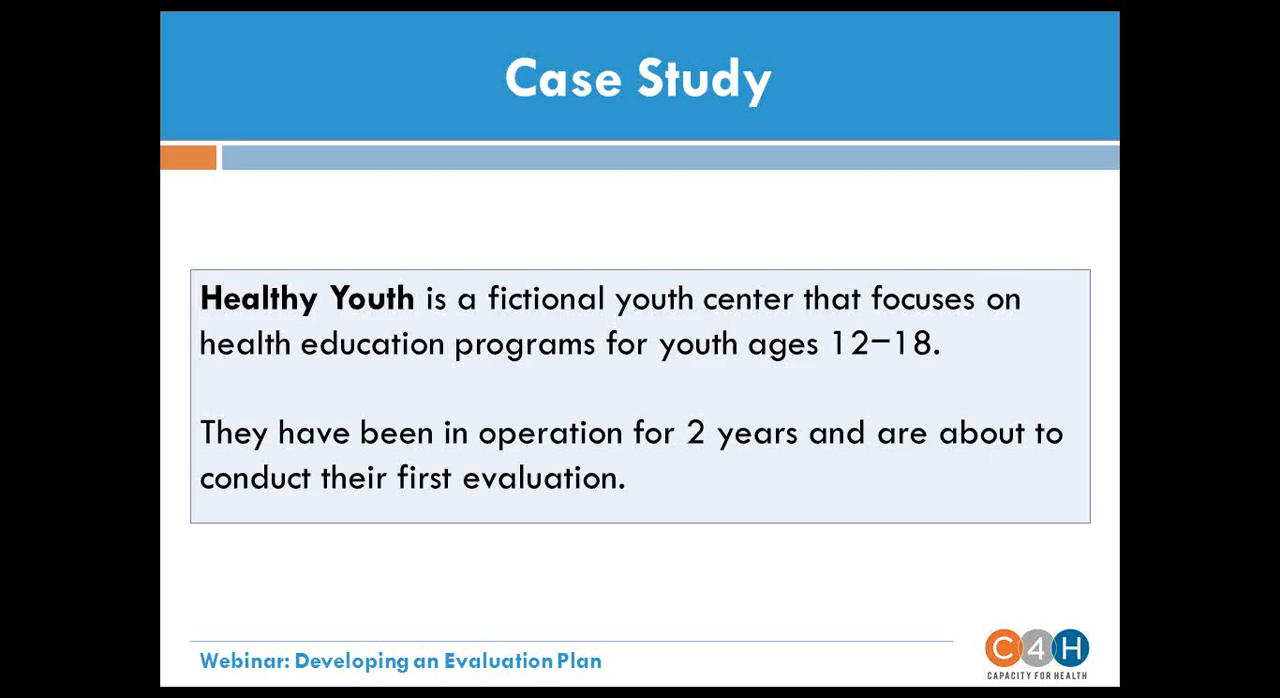 Case Study
Healthy Youth is a fictional youth center that focuses on
health education programs for youth ages 12–18.
They have been in operation for 2 years and are about to
conduct their first evaluation.
Webinar: Developing an Evaluation Plan
C4H
CAPACITY FOR HEALTH